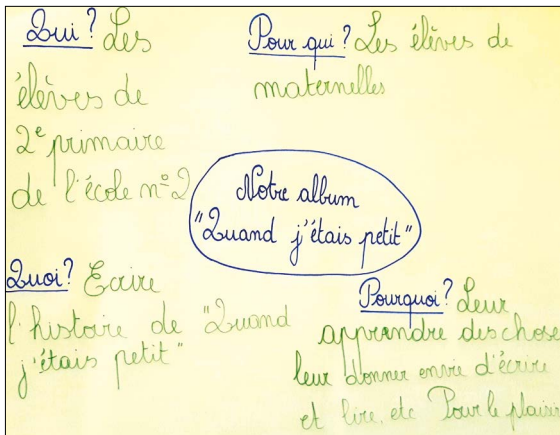 Qui ? Les
élèves de
2e primaire
de l'école n°2
Pour qui ? Les élèves de
maternelles
Notre album
"Quand j'étais petit"
Quoi ? Ecrire
l'histoire de "Quand
j'étais petit"
Pourquoi ? Leur
apprendre des chose
leur donner envie d'écrire
et lire, etc Pour le plaisir